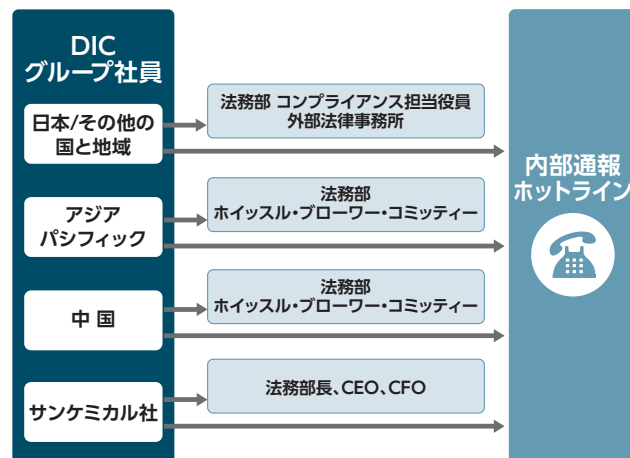 DIC
グループ社員
日本/その他の
国と地域
法務部 コンプライアンス担当役員
外部法律事務所
アジア
パシフィック
法務部
ホイッスル・ブローワー・コミッティー
中 国
法務部
ホイッスル・ブローワー・コミッティー
サンケミカル社
法務部長、CEO、CFO
内部通報
ホットライン